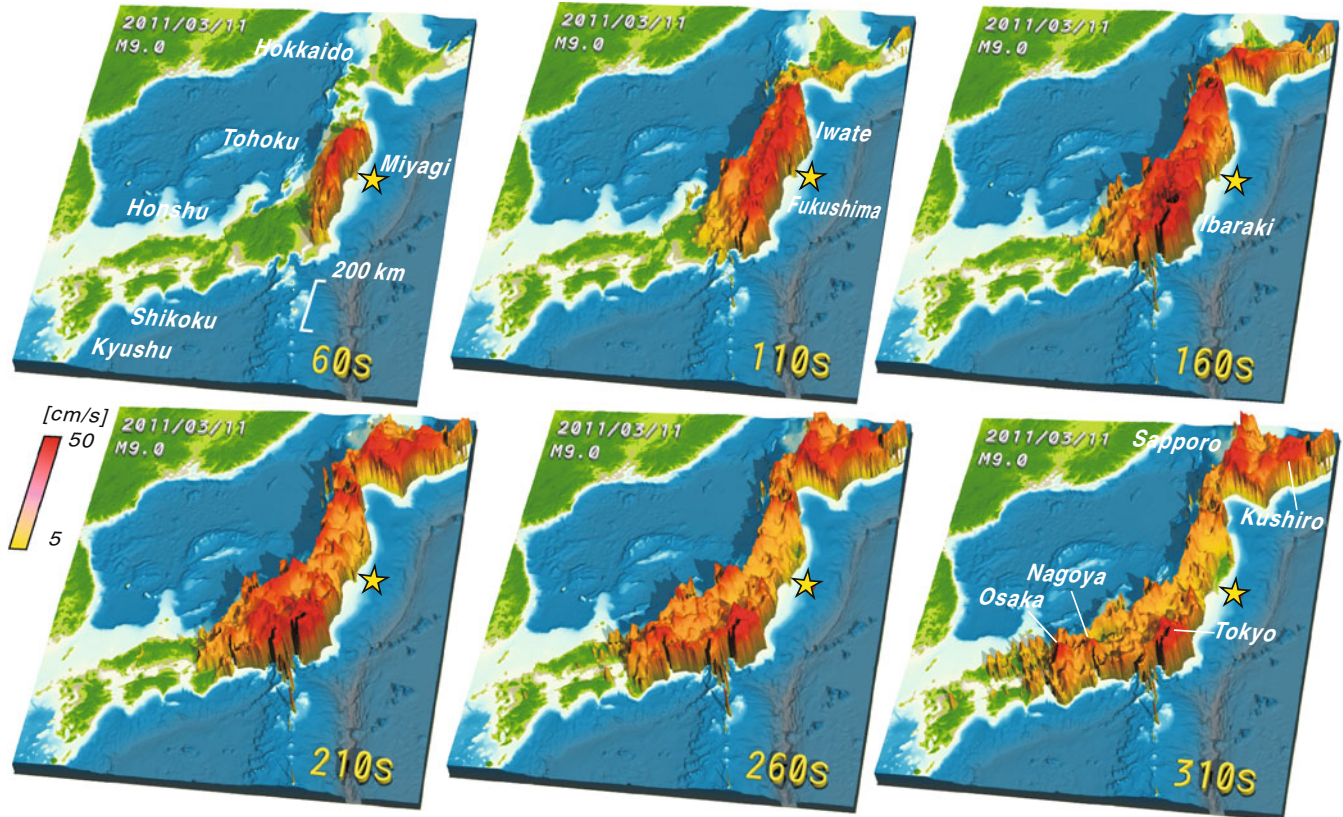 2011/03/11
M9.0
Hokkaido
Tohoku
Miyagi
Honshu
200 km
Shikoku
Kyushu
60s
2011/03/11
M9.0
Iwate
Fukushima
110s
2011/03/11
M9.0
Ibaraki
160s
[cm/s]
50
5
2011/03/11
M9.0
210s
2011/03/11
M9.0
260s
2011/03/11
M9.0
Sapporo
Kushiro
Nagoya
Osaka
Tokyo
310s